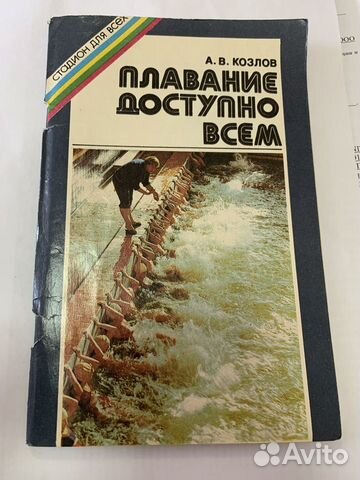 СТАДИОН ДЛЯ ВСЕХ
А. В. КОЗЛОВ
ПЛАВАНИЕ
ДОСТУПНО
ВСЕМ
Avito